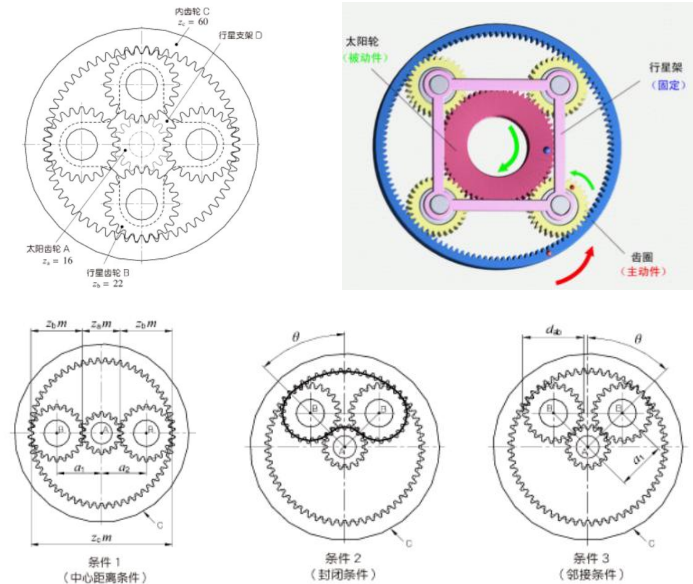 内齿轮 C
zc = 60
行星支架 D
太阳齿轮 A
za = 16
行星齿轮 B
zb = 22
太阳轮
(被动件)
行星架
(固定)
齿圈
(主动件)
zbm zam zbm
B A B
a1 a2
zcm
C
条件 1
(中心距离条件)
θ
B B
A
C
条件 2
(封闭条件)
dab θ
B B
A
a1
C
条件 3
(邻接条件)